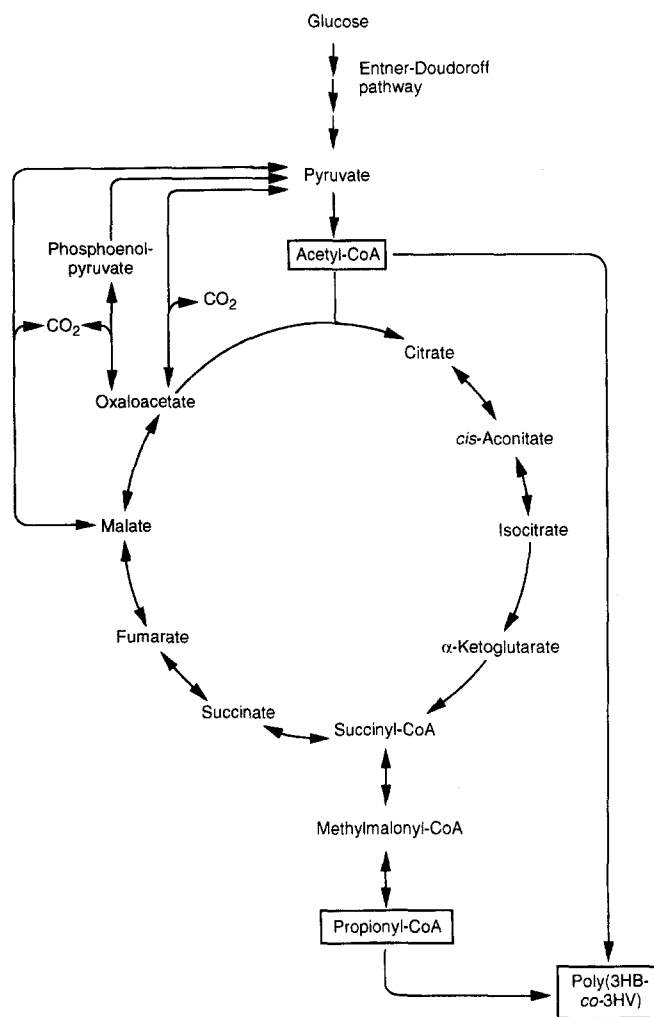 Glucose
Entner-Doudoroff
pathway
Pyruvate
Phosphoenol-
pyruvate
Acetyl-CoA
CO2
CO2
Citrate
Oxaloacetate
cis-Aconitate
Malate
Isocitrate
Fumarate
α-Ketoglutarate
Succinate
Succinyl-CoA
Methylmalonyl-CoA
Propionyl-CoA
Poly(3HB-
co-3HV)